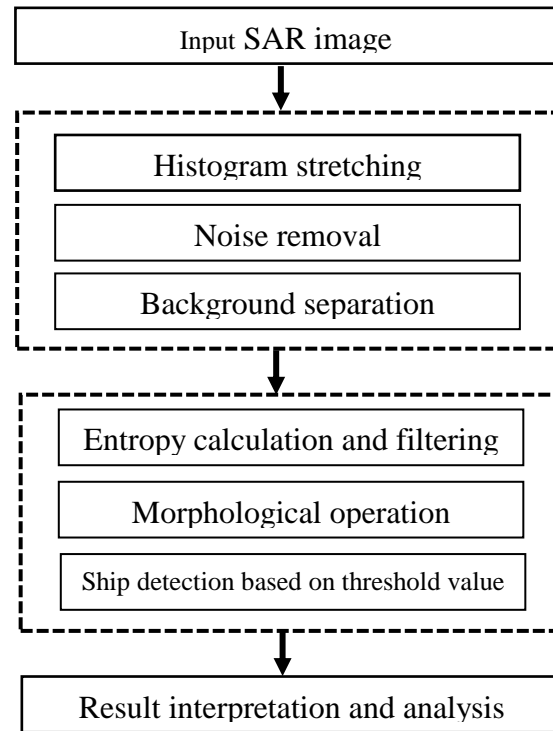 Input SAR image
Histogram stretching
Noise removal
Background separation
Entropy calculation and filtering
Morphological operation
Ship detection based on threshold value
Result interpretation and analysis